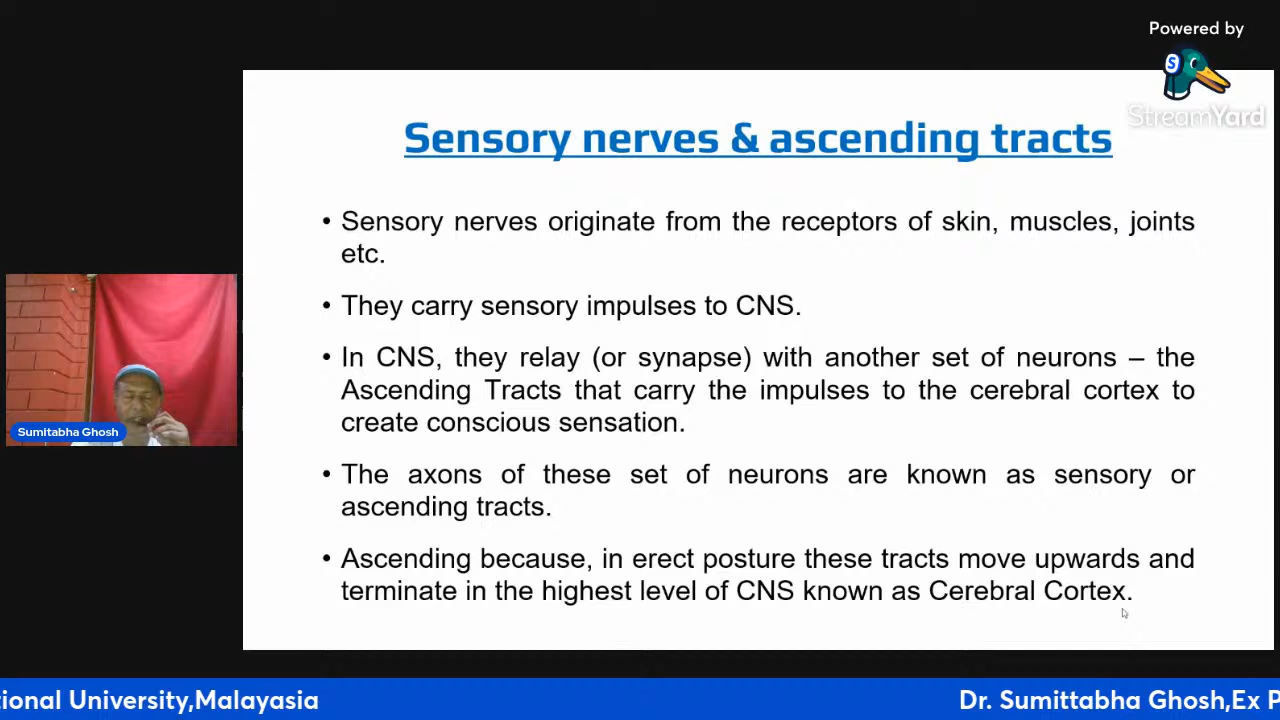 Powered by
StreamYard
Sensory nerves & ascending tracts
• Sensory nerves originate from the receptors of skin, muscles, joints
etc.
• They carry sensory impulses to CNS.
• In CNS, they relay (or synapse) with another set of neurons – the
Ascending Tracts that carry the impulses to the cerebral cortex to
create conscious sensation.
• The axons of these set of neurons are known as sensory or
ascending tracts.
• Ascending because, in erect posture these tracts move upwards and
terminate in the highest level of CNS known as Cerebral Cortex.
Sumitabha Ghosh
tional University,Malayasia
Dr. Sumittabha Ghosh,Ex P